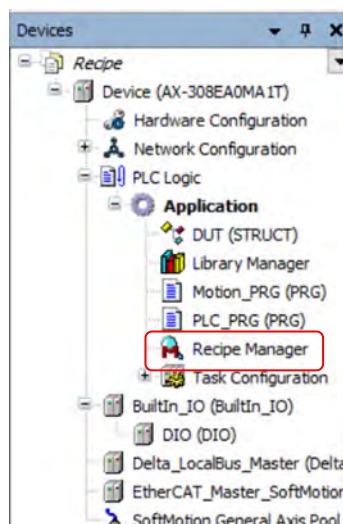 Devices
Recipe
Device (AX-308EA0MA1T)
Hardware Configuration
Network Configuration
PLC Logic
Application
DUT (STRUCT)
Library Manager
Motion_PRG (PRG)
PLC_PRG (PRG)
Recipe Manager
Task Configuration
BuiltIn_IO (BuiltIn_IO)
DIO (DIO)
Delta_LocalBus_Master (Delta
EtherCAT_Master_SoftMotion
SoftMotion General Axis Pool